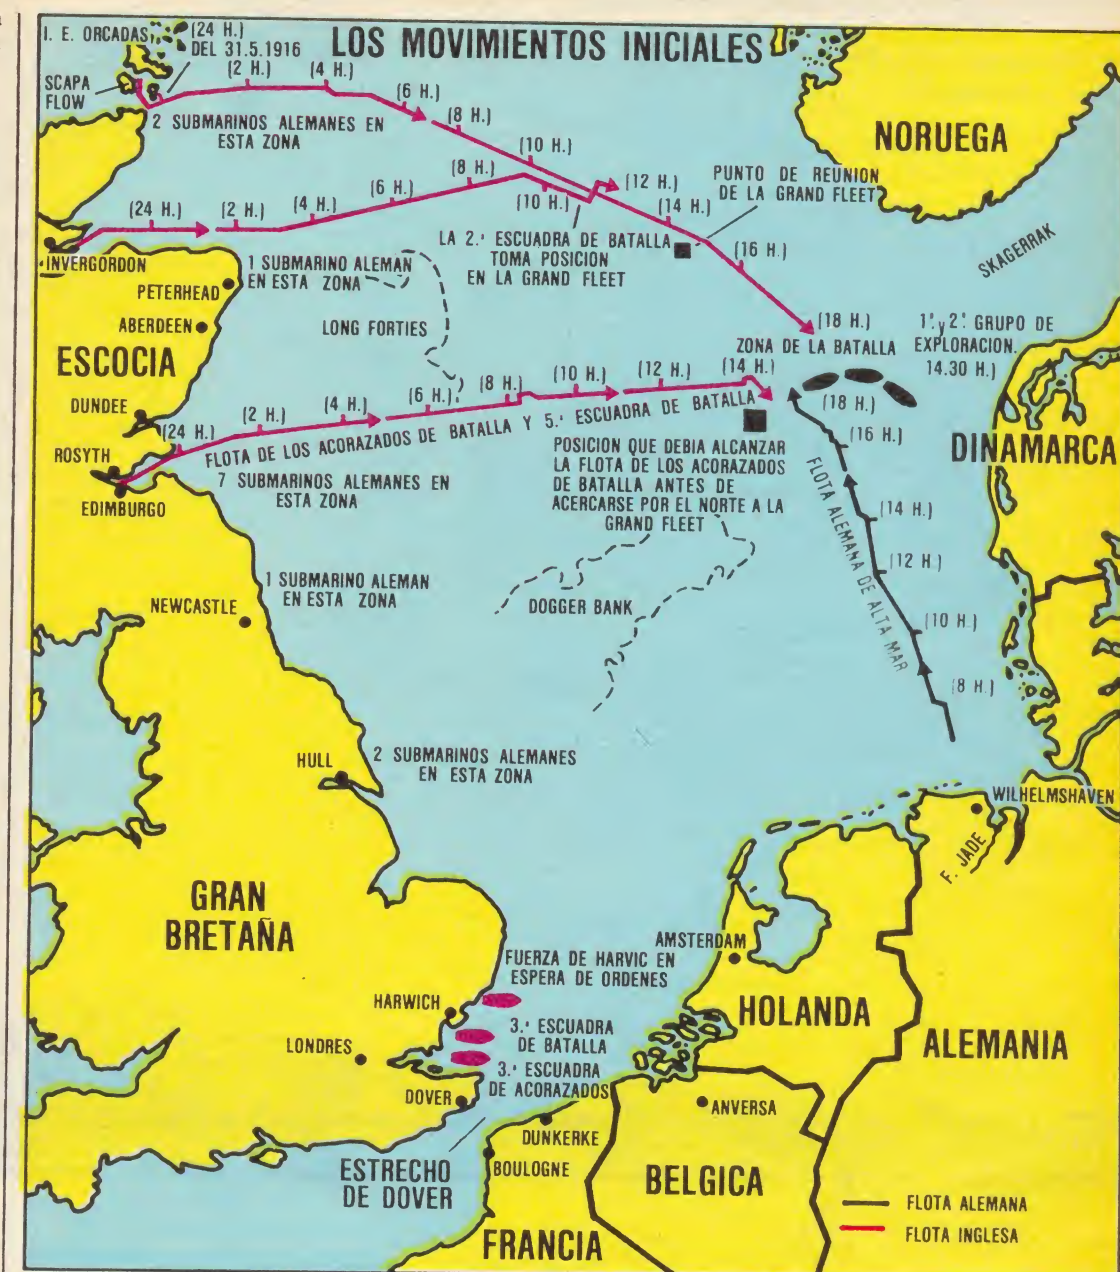 LOS MOVIMIENTOS INICIALES
I. E. ORCADAS
(24 H.)
DEL 31.5.1916
SCAPA
FLOW
(2 H.)
(4 H.)
(6 H.)
(8 H.)
(10 H.)
(12 H.)
(14 H.)
(16 H.)
(18 H.)
2 SUBMARINOS ALEMANES EN
ESTA ZONA
NORUEGA
PUNTO DE REUNION
DE LA GRAND FLEET
SKAGERRAK
(24 H.)
(2 H.)
(4 H.)
(6 H.)
(8 H.)
(10 H.)
LA 2.ª ESCUADRA DE BATALLA
TOMA POSICION
EN LA GRAND FLEET
INVERGORDON
1 SUBMARINO ALEMAN
EN ESTA ZONA
PETERHEAD
ABERDEEN
LONG FORTIES
ESCOCIA
ZONA DE LA BATALLA
1.º y 2.º GRUPO DE
EXPLORACION
14.30 H.)
DUNDEE
ROSYTH
EDIMBURGO
(24 H.)
(2 H.)
(4 H.)
(6 H.)
(8 H.)
(10 H.)
(12 H.)
(14 H.)
FLOTA DE LOS ACORAZADOS DE BATALLA Y 5.ª ESCUADRA DE BATALLA
7 SUBMARINOS ALEMANES EN
ESTA ZONA
POSICION QUE DEBIA ALCANZAR
LA FLOTA DE LOS ACORAZADOS
DE BATALLA ANTES DE
ACERCARSE POR EL NORTE A LA
GRAND FLEET
(18 H.)
(16 H.)
(14 H.)
(12 H.)
(10 H.)
(8 H.)
FLOTA ALEMANA DE ALTA MAR
DINAMARCA
1 SUBMARINO ALEMAN
EN ESTA ZONA
NEWCASTLE
DOGGER BANK
HULL
2 SUBMARINOS ALEMANES
EN ESTA ZONA
WILHELMSHAVEN
F. JADE
GRAN
BRETAÑA
AMSTERDAM
FUERZA DE HARVIC EN
ESPERA DE ORDENES
HARWICH
HOLANDA
3.ª ESCUADRA
DE BATALLA
LONDRES
3.ª ESCUADRA
DE ACORAZADOS
ALEMANIA
DOVER
ANVERSA
DUNKERKE
BOULOGNE
ESTRECHO
DE DOVER
BELGICA
FRANCIA
FLOTA ALEMANA
FLOTA INGLESA